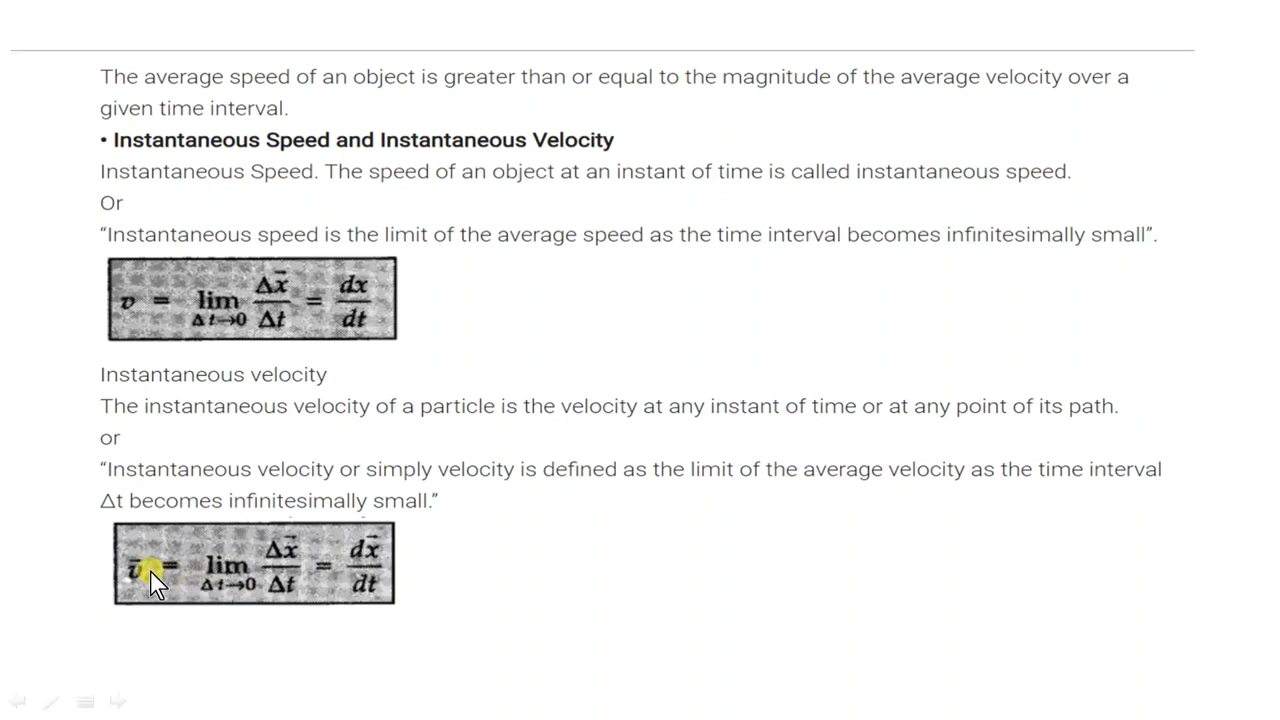 The average speed of an object is greater than or equal to the magnitude of the average velocity over a
given time interval.
• Instantaneous Speed and Instantaneous Velocity
Instantaneous Speed. The speed of an object at an instant of time is called instantaneous speed.
Or
“Instantaneous speed is the limit of the average speed as the time interval becomes infinitesimally small”.
v = lim Δt→0 Δx̄/Δt = dx/dt
Instantaneous velocity
The instantaneous velocity of a particle is the velocity at any instant of time or at any point of its path.
or
“Instantaneous velocity or simply velocity is defined as the limit of the average velocity as the time interval
Δt becomes infinitesimally small.”
v̄ = lim Δt→0 Δx̄/Δt = dx̄/dt